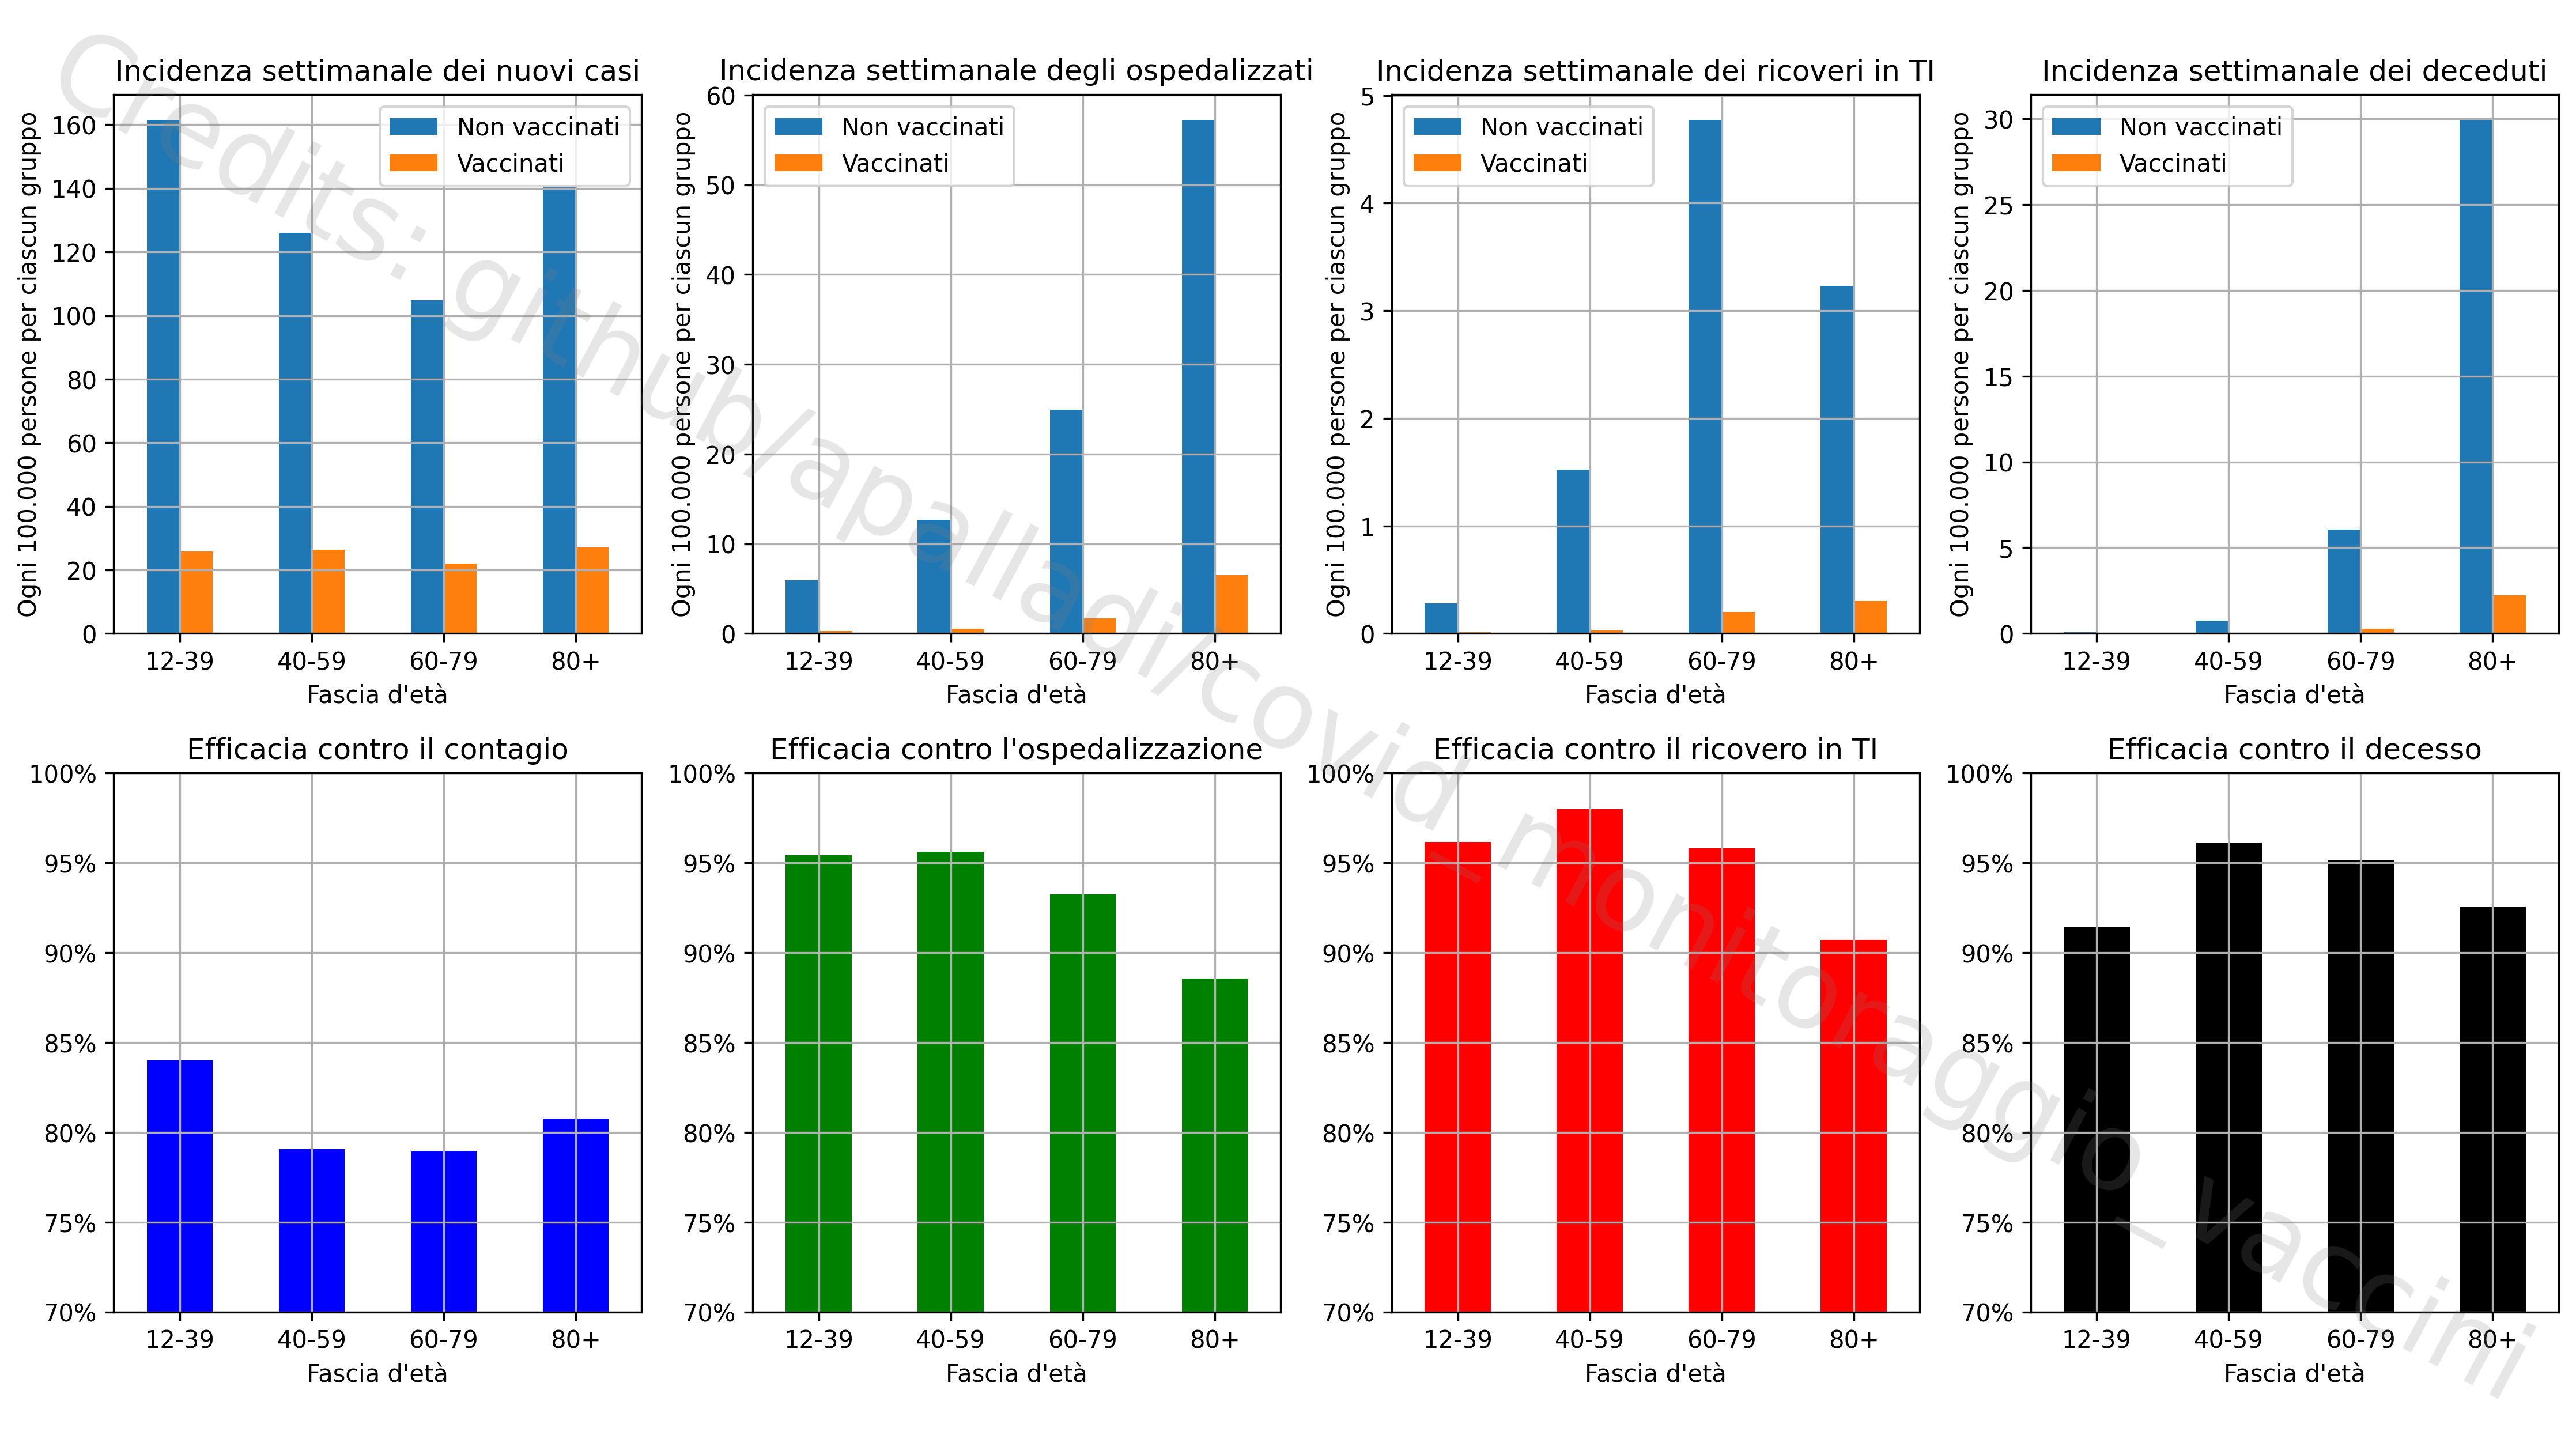 Incidenza settimanale dei nuovi casi
Ogni 100.000 persone per ciascun gruppo
160
140
120
100
80
60
40
20
0
Non vaccinati
Vaccinati
12-39 40-59 60-79 80+
Fascia d'età
Incidenza settimanale degli ospedalizzati
Ogni 100.000 persone per ciascun gruppo
60
50
40
30
20
10
0
Non vaccinati
Vaccinati
12-39 40-59 60-79 80+
Fascia d'età
Incidenza settimanale dei ricoveri in TI
Ogni 100.000 persone per ciascun gruppo
5
4
3
2
1
0
Non vaccinati
Vaccinati
12-39 40-59 60-79 80+
Fascia d'età
Incidenza settimanale dei deceduti
Ogni 100.000 persone per ciascun gruppo
30
25
20
15
10
5
0
Non vaccinati
Vaccinati
12-39 40-59 60-79 80+
Fascia d'età
Efficacia contro il contagio
100%
95%
90%
85%
80%
75%
70%
12-39 40-59 60-79 80+
Fascia d'età
Efficacia contro l'ospedalizzazione
100%
95%
90%
85%
80%
75%
70%
12-39 40-59 60-79 80+
Fascia d'età
Efficacia contro il ricovero in TI
100%
95%
90%
85%
80%
75%
70%
12-39 40-59 60-79 80+
Fascia d'età
Efficacia contro il decesso
100%
95%
90%
85%
80%
75%
70%
12-39 40-59 60-79 80+
Fascia d'età
Credits: github/apalladi/covid_monitoraggio_vaccini